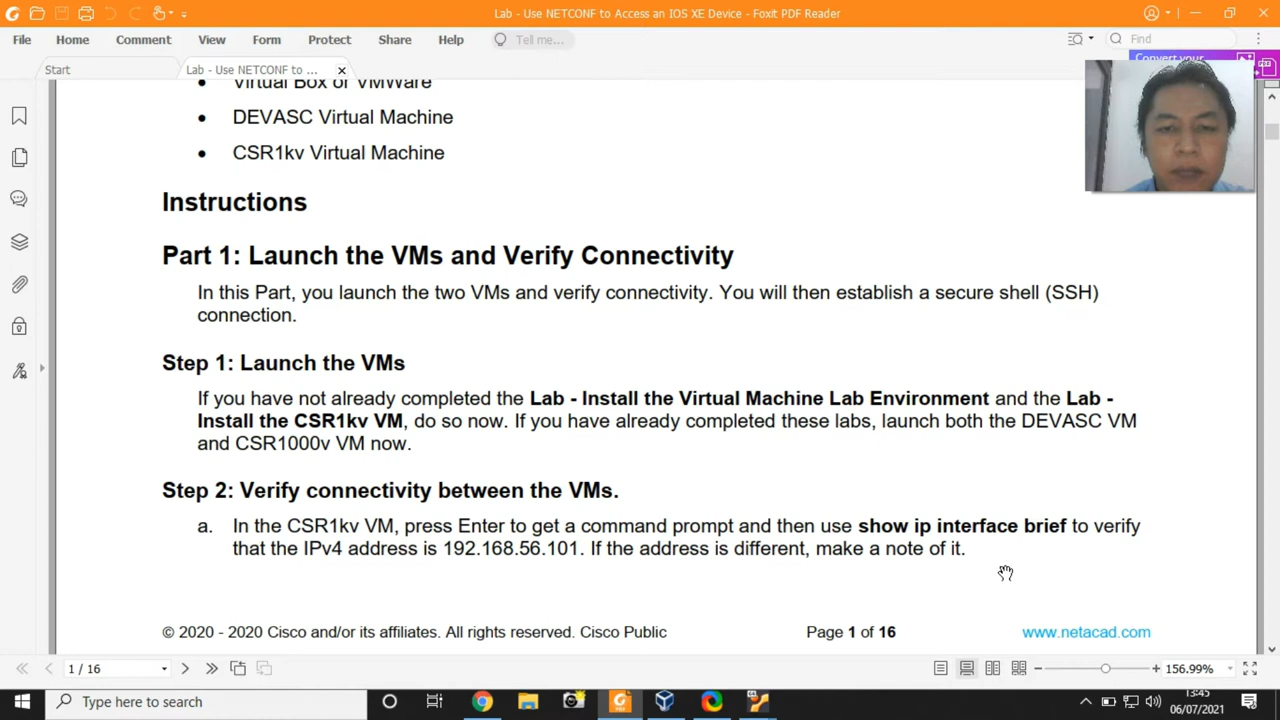 Lab - Use NETCONF to Access an IOS XE Device - Foxit PDF Reader
File Home Comment View Form Protect Share Help Tell me... Find
Start Lab - Use NETCONF to ... Convert your
• Virtual Box or VMWare
• DEVASC Virtual Machine
• CSR1kv Virtual Machine
Instructions
Part 1: Launch the VMs and Verify Connectivity
In this Part, you launch the two VMs and verify connectivity. You will then establish a secure shell (SSH)
connection.
Step 1: Launch the VMs
If you have not already completed the Lab - Install the Virtual Machine Lab Environment and the Lab -
Install the CSR1kv VM, do so now. If you have already completed these labs, launch both the DEVASC VM
and CSR1000v VM now.
Step 2: Verify connectivity between the VMs.
a. In the CSR1kv VM, press Enter to get a command prompt and then use show ip interface brief to verify
that the IPv4 address is 192.168.56.101. If the address is different, make a note of it.
© 2020 - 2020 Cisco and/or its affiliates. All rights reserved. Cisco Public Page 1 of 16 www.netacad.com
1 / 16 156.99%
Type here to search 13:45
06/07/2021